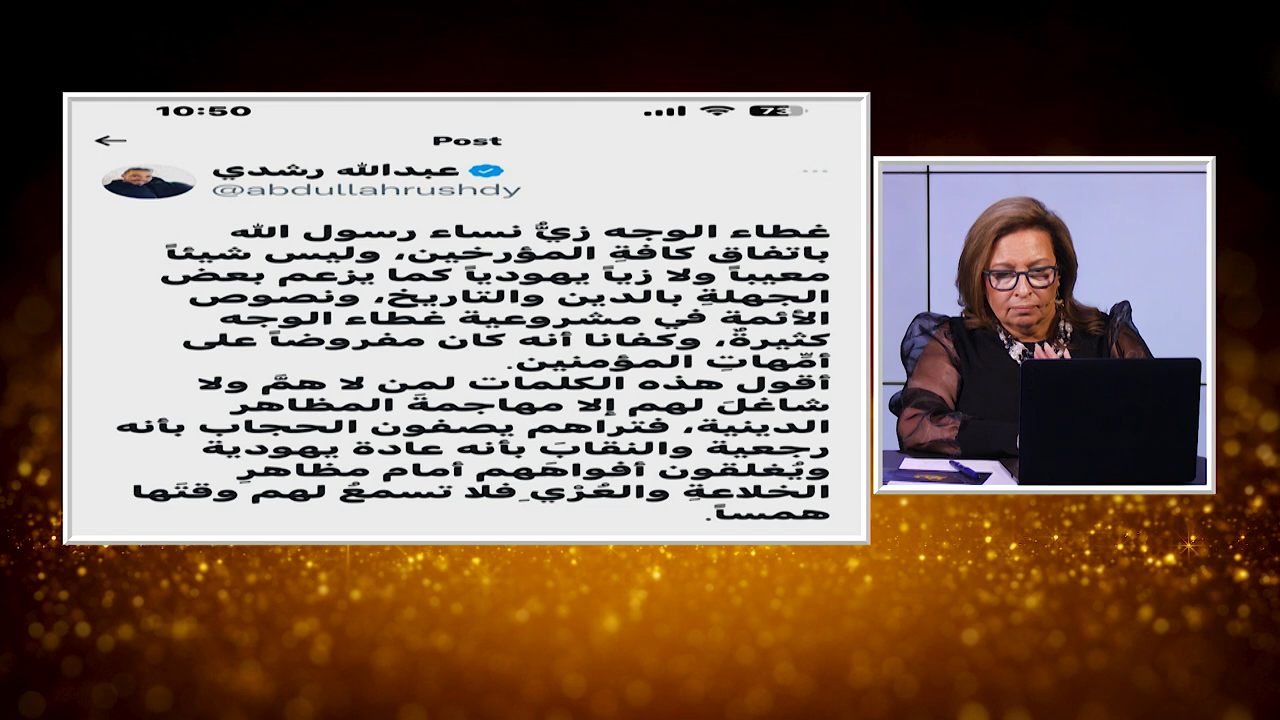 10:50
73
Post
عبدالله رشدي
@abdullahrushdy
غطاء الوجه زيُّ نساء رسول الله
باتفاق كافةِ المؤرخين، وليس شيئاً
معيباً ولا زياً يهودياً كما يزعم بعض
الجهلةِ بالدين والتاريخ، ونصوص
الأئمةِ في مشروعية غطاء الوجه
كثيرةٌ، وكفانا أنه كان مفروضاً على
أمَّهاتِ المؤمنين.
أقول هذه الكلمات لمن لا همَّ ولا
شاغلَ لهم إلا مهاجمةَ المظاهر
الدينية، فتراهم يصفون الحجاب بأنه
رجعية والنقابَ بأنه عادة يهودية
ويُغلقون أفواهَهم أمام مظاهرِ
الخلاعةِ والعُرْيِ فلا تسمعُ لهم وقتَها
همساً.